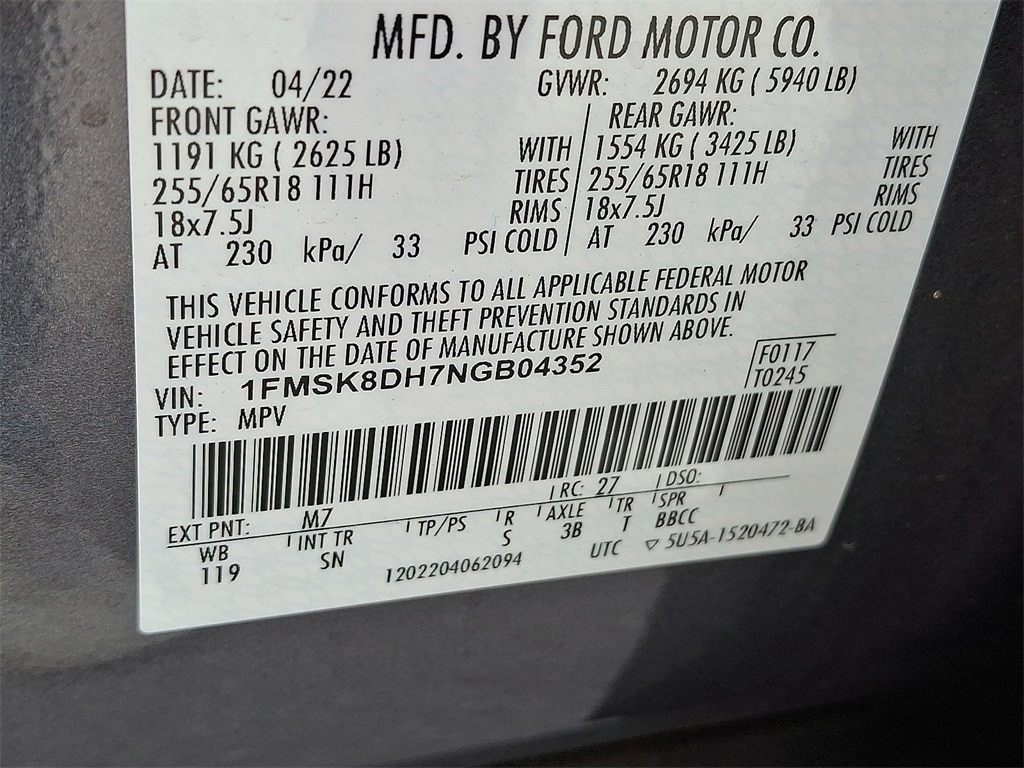 MFD. BY FORD MOTOR CO.
DATE: 04/22 GVWR: 2694 KG ( 5940 LB)
FRONT GAWR: REAR GAWR:
1191 KG ( 2625 LB) WITH 1554 KG ( 3425 LB) WITH
255/65R18 111H TIRES 255/65R18 111H TIRES
18x7.5J RIMS 18x7.5J RIMS
AT 230 kPa/ 33 PSI COLD AT 230 kPa/ 33 PSI COLD
THIS VEHICLE CONFORMS TO ALL APPLICABLE FEDERAL MOTOR
VEHICLE SAFETY AND THEFT PREVENTION STANDARDS IN
EFFECT ON THE DATE OF MANUFACTURE SHOWN ABOVE.
VIN: 1FMSK8DH7NGB04352 F0117
TYPE: MPV T0245
EXT PNT: M7 RC: 27 DSO:
WB INT TR TP/PS R AXLE TR SPR
119 SN S 3B T BBCC
1202204062094 UTC ▽ 5U5A-1520472-BA